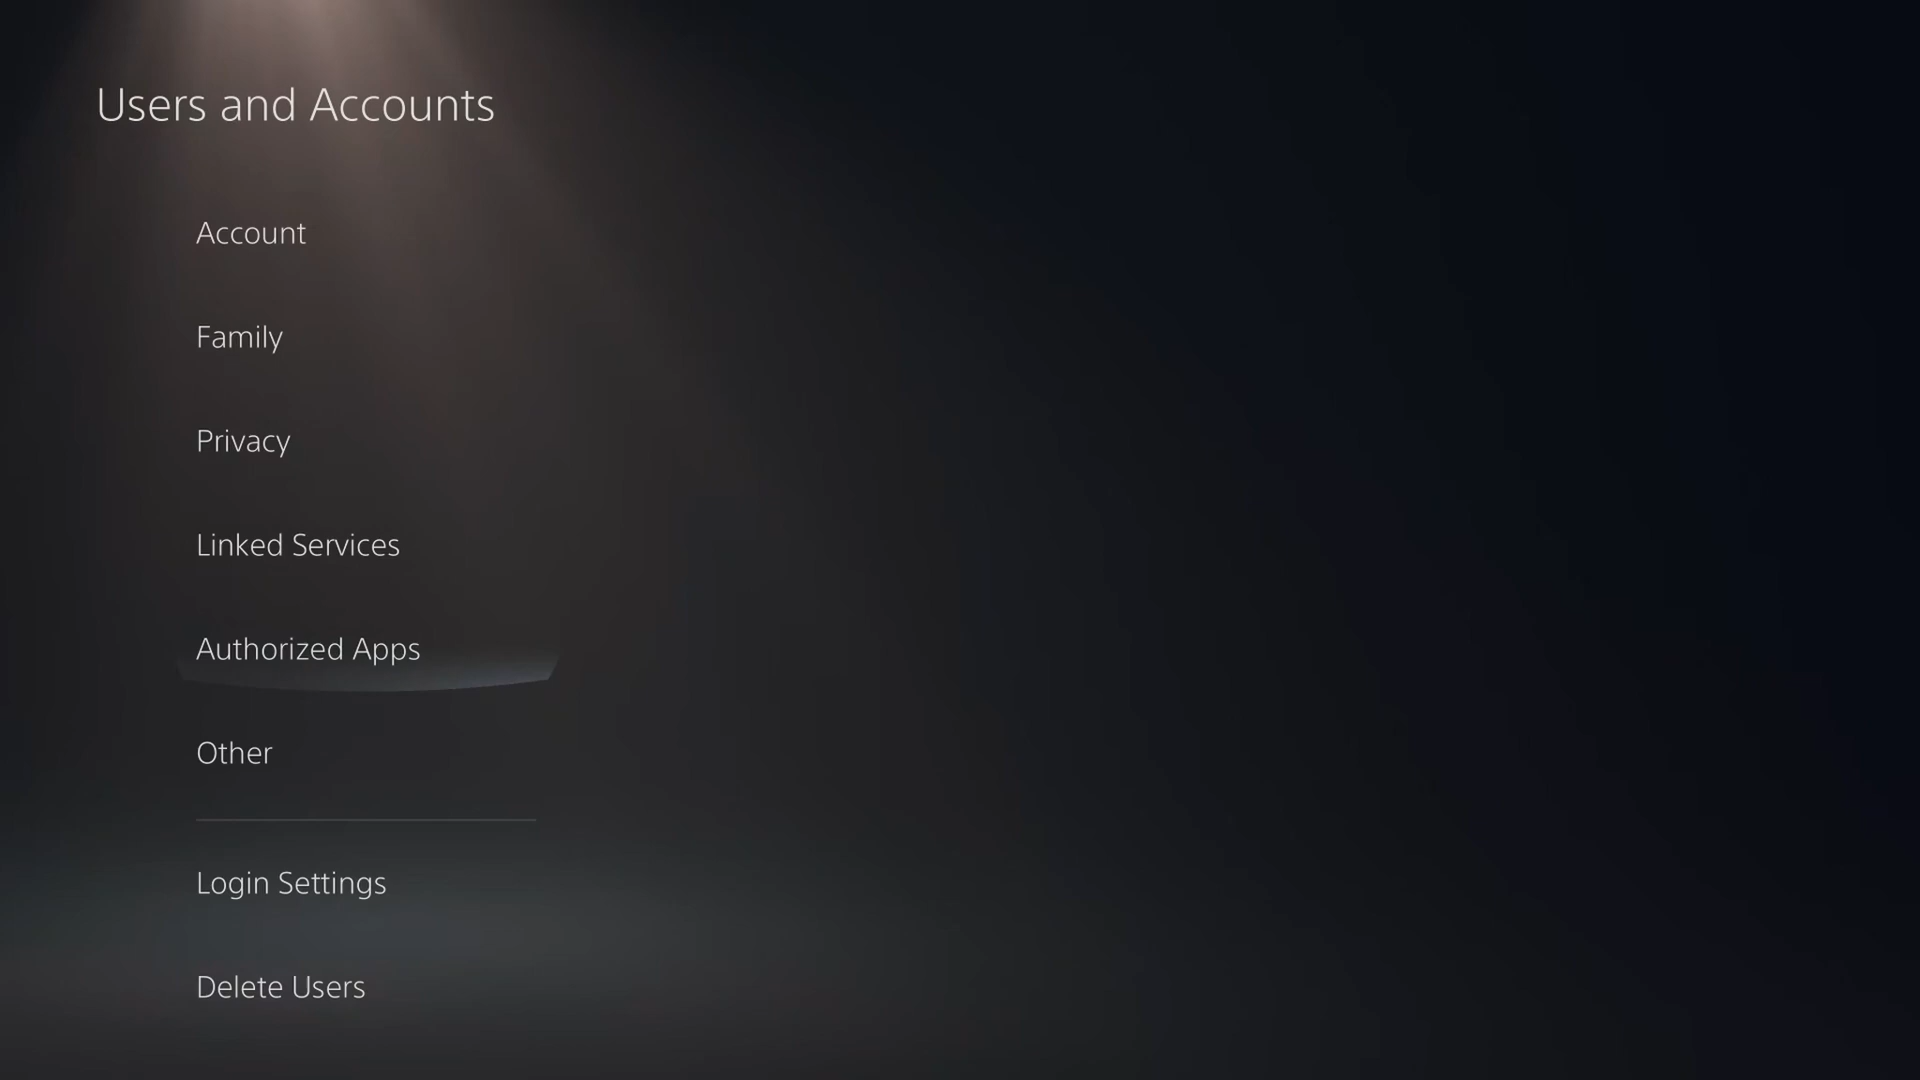 Users and Accounts
Account
Family
Privacy
Linked Services
Authorized Apps
Other
Login Settings
Delete Users